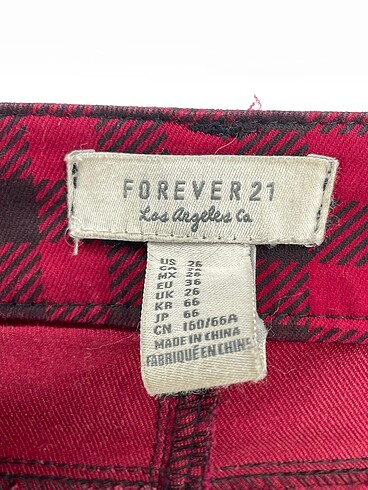 FOREVER 21
Los Angeles Ca
US 26
CA 26
MX 26
EU 36
UK 26
KR 66
JP 66
CN 160/66A
MADE IN CHINA
FABRIQUÉ EN CHINE